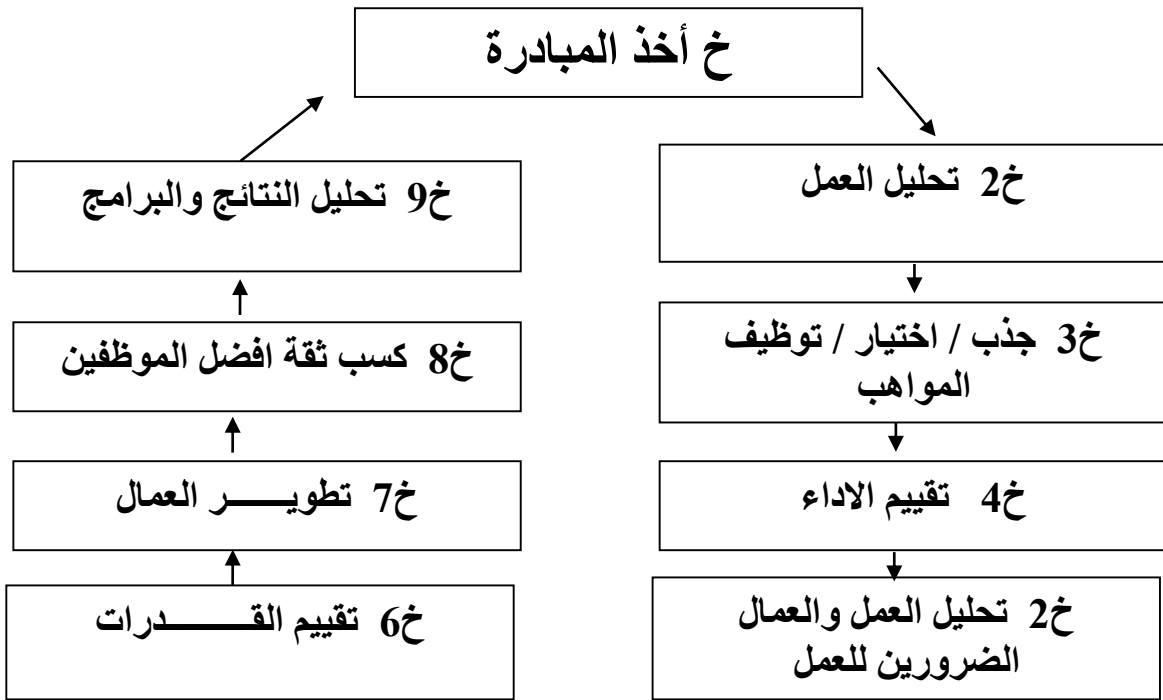 خ أخذ المبادرة
خ2 تحليل العمل
خ3 جذب / اختيار / توظيف
المواهب
خ4 تقييم الاداء
خ2 تحليل العمل والعمال
الضرورين للعمل
خ6 تقييم القـــــــدرات
خ7 تطويـــــر العمال
خ8 كسب ثقة افضل الموظفين
خ9 تحليل النتائج والبرامج